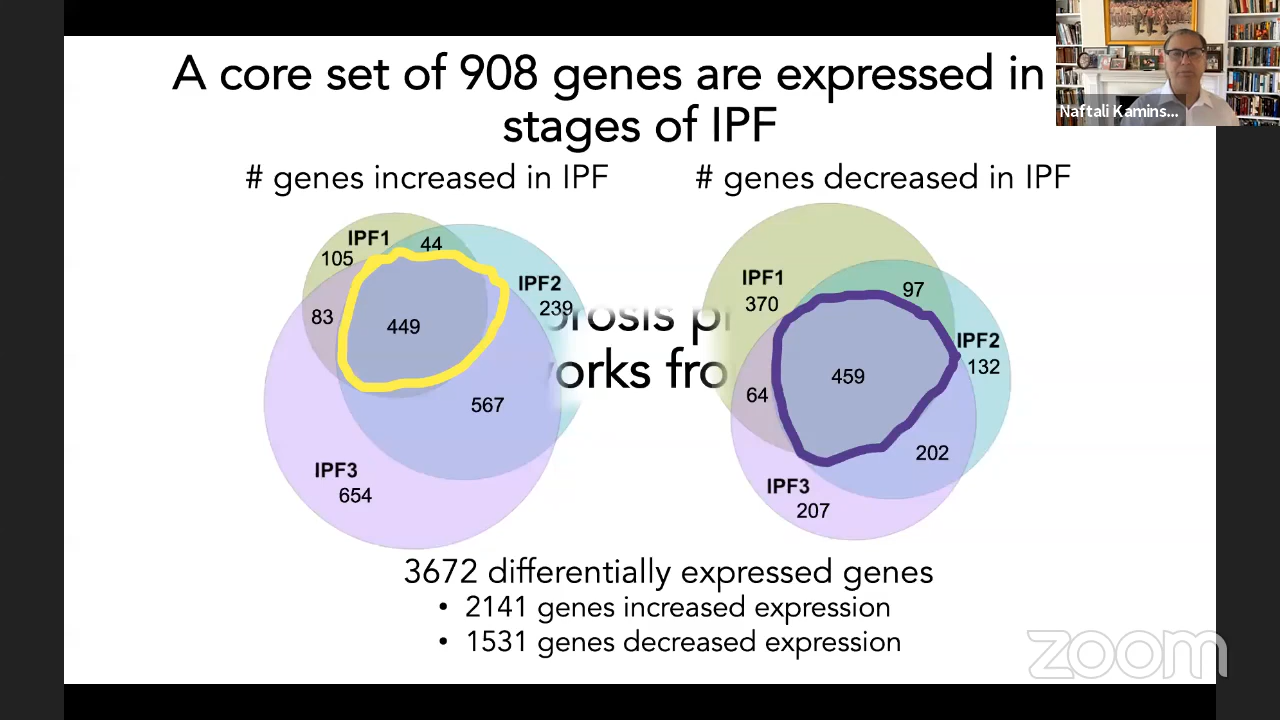 A core set of 908 genes are expressed in
stages of IPF
Naftali Kamins...
# genes increased in IPF
# genes decreased in IPF
IPF1
105
44
IPF2
239
83
449
567
IPF3
654
IPF1
370
97
IPF2
132
64
459
202
IPF3
207
3672 differentially expressed genes
• 2141 genes increased expression
• 1531 genes decreased expression
zoom